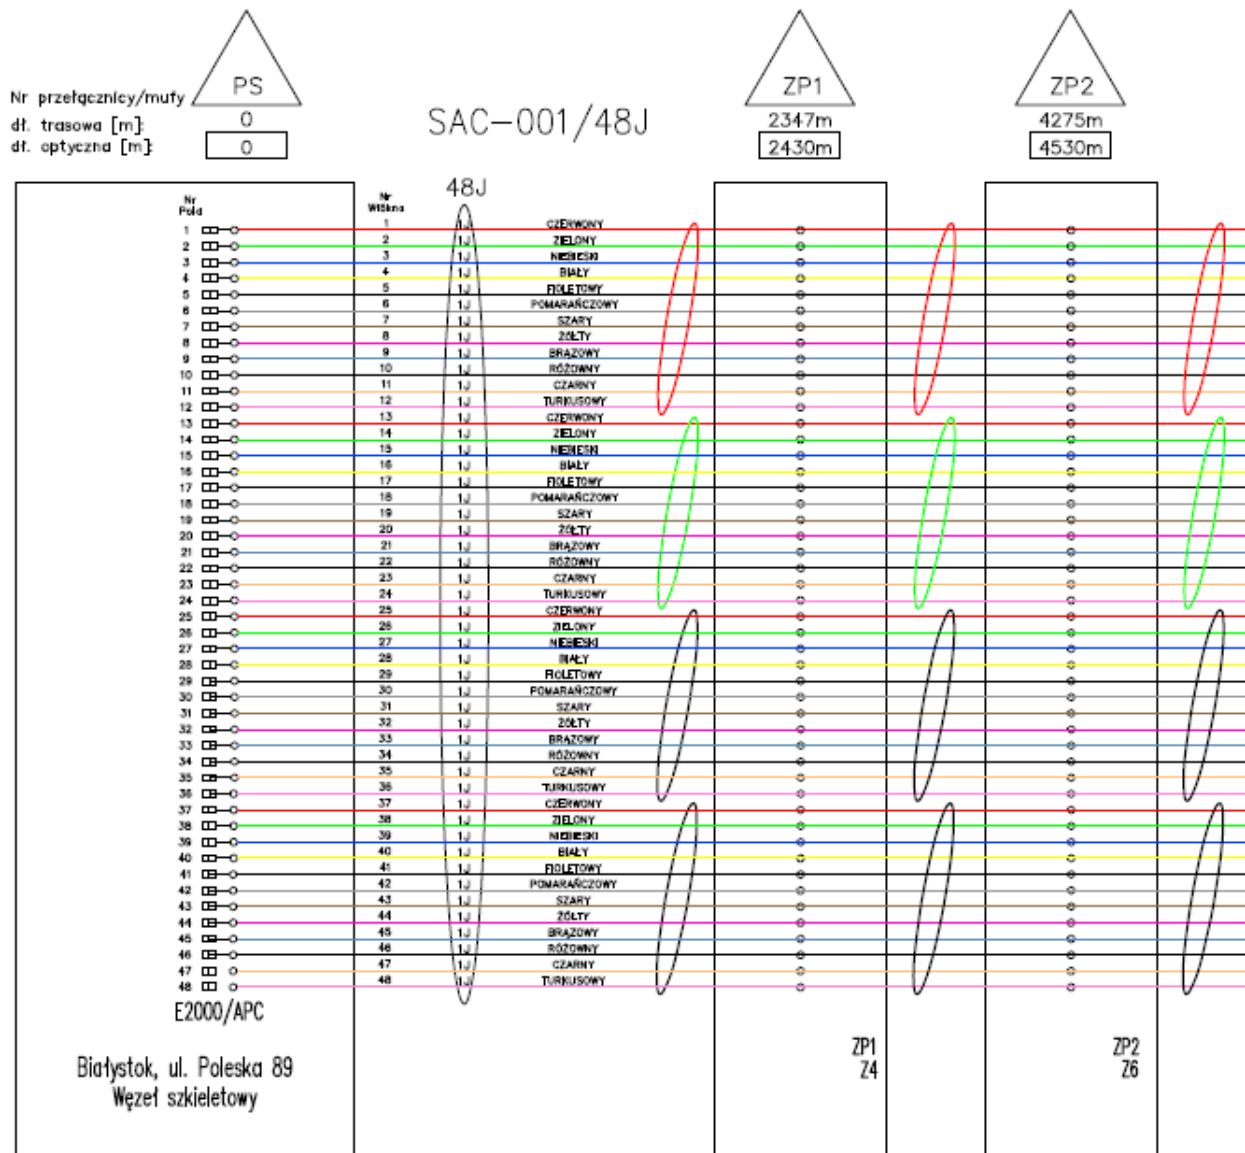 PS
ZP1
ZP2
Nr przełącznicy/mufy
dł. trasowa [m]:
0
2347m
4275m
dł. optyczna [m]:
0
2430m
4530m
SAC-001/48J
48J
Nr
Pola
Nr
Włókna
1 1 1J CZERWONY
2 2 1J ZIELONY
3 3 1J NIEBIESKI
4 4 1J BIAŁY
5 5 1J FIOLETOWY
6 6 1J POMARAŃCZOWY
7 7 1J SZARY
8 8 1J ŻÓŁTY
9 9 1J BRĄZOWY
10 10 1J RÓŻOWNY
11 11 1J CZARNY
12 12 1J TURKUSOWY
13 13 1J CZERWONY
14 14 1J ZIELONY
15 15 1J NIEBIESKI
16 16 1J BIAŁY
17 17 1J FIOLETOWY
18 18 1J POMARAŃCZOWY
19 19 1J SZARY
20 20 1J ŻÓŁTY
21 21 1J BRĄZOWY
22 22 1J RÓŻOWNY
23 23 1J CZARNY
24 24 1J TURKUSOWY
25 25 1J CZERWONY
26 26 1J ZIELONY
27 27 1J NIEBIESKI
28 28 1J BIAŁY
29 29 1J FIOLETOWY
30 30 1J POMARAŃCZOWY
31 31 1J SZARY
32 32 1J ŻÓŁTY
33 33 1J BRĄZOWY
34 34 1J RÓŻOWNY
35 35 1J CZARNY
36 36 1J TURKUSOWY
37 37 1J CZERWONY
38 38 1J ZIELONY
39 39 1J NIEBIESKI
40 40 1J BIAŁY
41 41 1J FIOLETOWY
42 42 1J POMARAŃCZOWY
43 43 1J SZARY
44 44 1J ŻÓŁTY
45 45 1J BRĄZOWY
46 46 1J RÓŻOWNY
47 47 1J CZARNY
48 48 1J TURKUSOWY
E2000/APC
Białystok, ul. Poleska 89
Węzeł szkieletowy
ZP1
Z4
ZP2
Z6